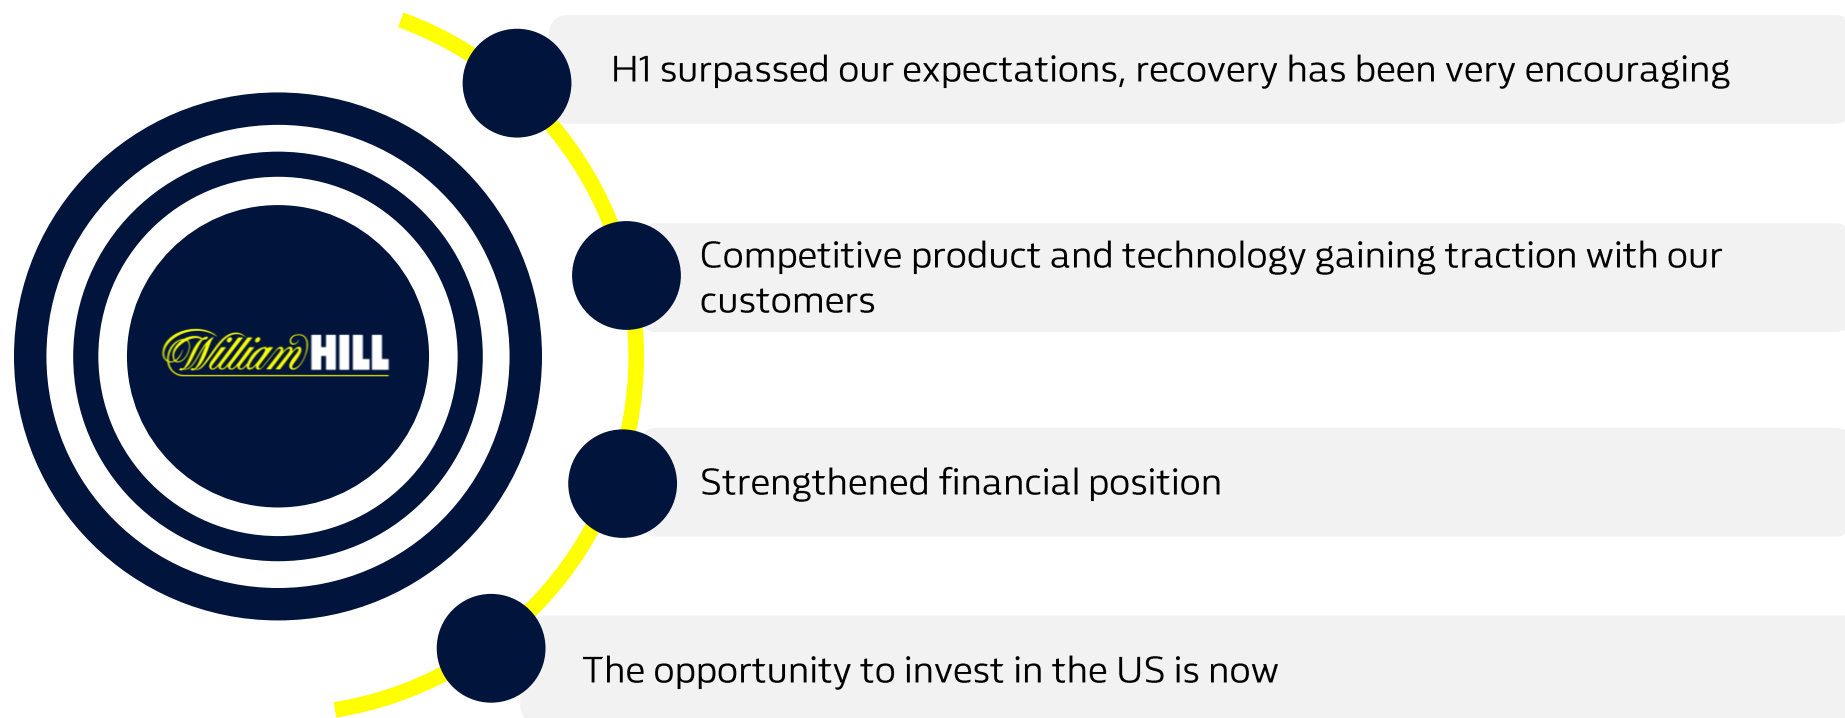 H1 surpassed our expectations, recovery has been very encouraging
Competitive product and technology gaining traction with our
customers
William HILL
Strengthened financial position
The opportunity to invest in the US is now